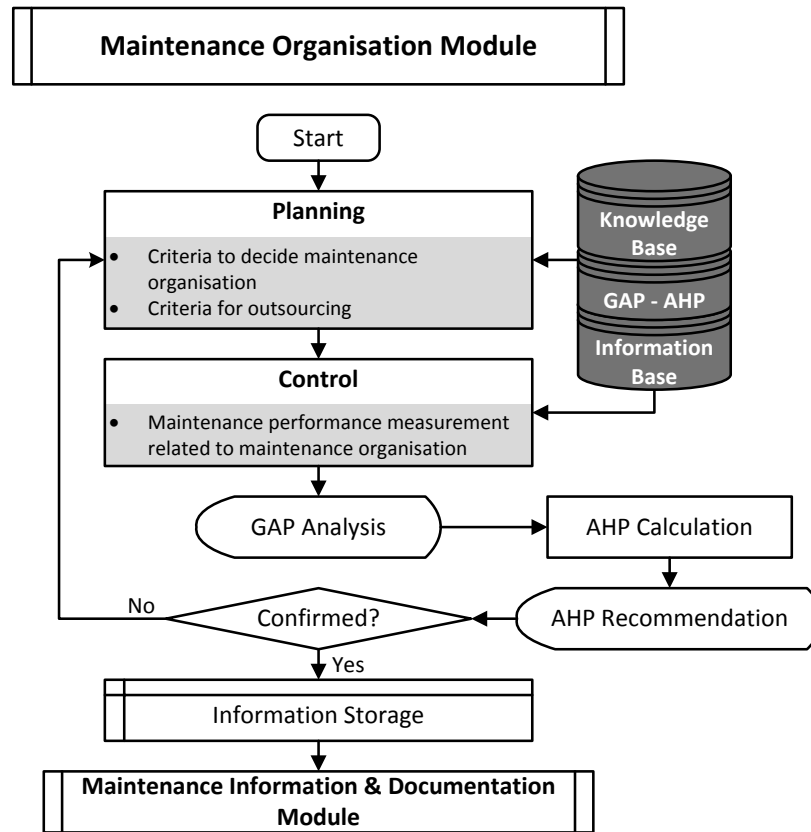 Maintenance Organisation Module
Start
Planning
• Criteria to decide maintenance
organisation
• Criteria for outsourcing
Knowledge
Base
GAP - AHP
Information
Base
Control
• Maintenance performance measurement
related to maintenance organisation
GAP Analysis
AHP Calculation
No
Confirmed?
AHP Recommendation
Yes
Information Storage
Maintenance Information & Documentation
Module